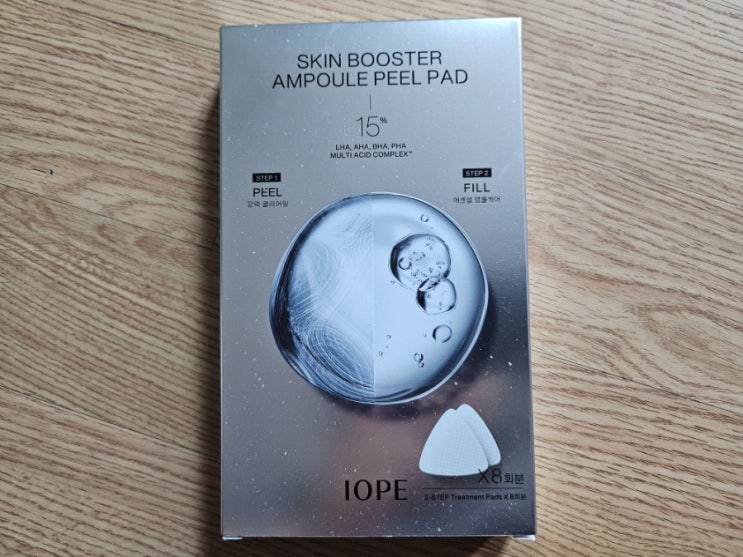 SKIN BOOSTER
AMPOULE PEEL PAD
15%
LHA, AHA, BHA, PHA
MULTI ACID COMPLEX™
STEP 1
PEEL
강력 클리어링
STEP 2
FILL
에센셜 앰플케어
X8회분
IOPE
2-STEP Treatment Pads X 8회분